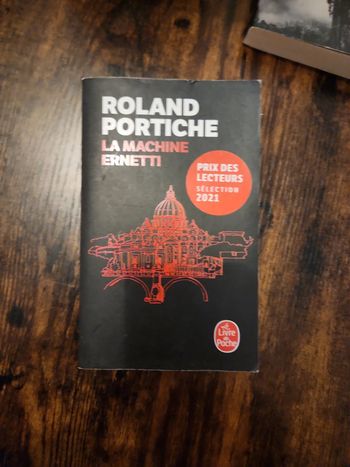 ROLAND
PORTICHE
LA MACHINE
ERNETTI
PRIX DES
LECTEURS
SÉLECTION
2021
Le
Livre
de
Poche